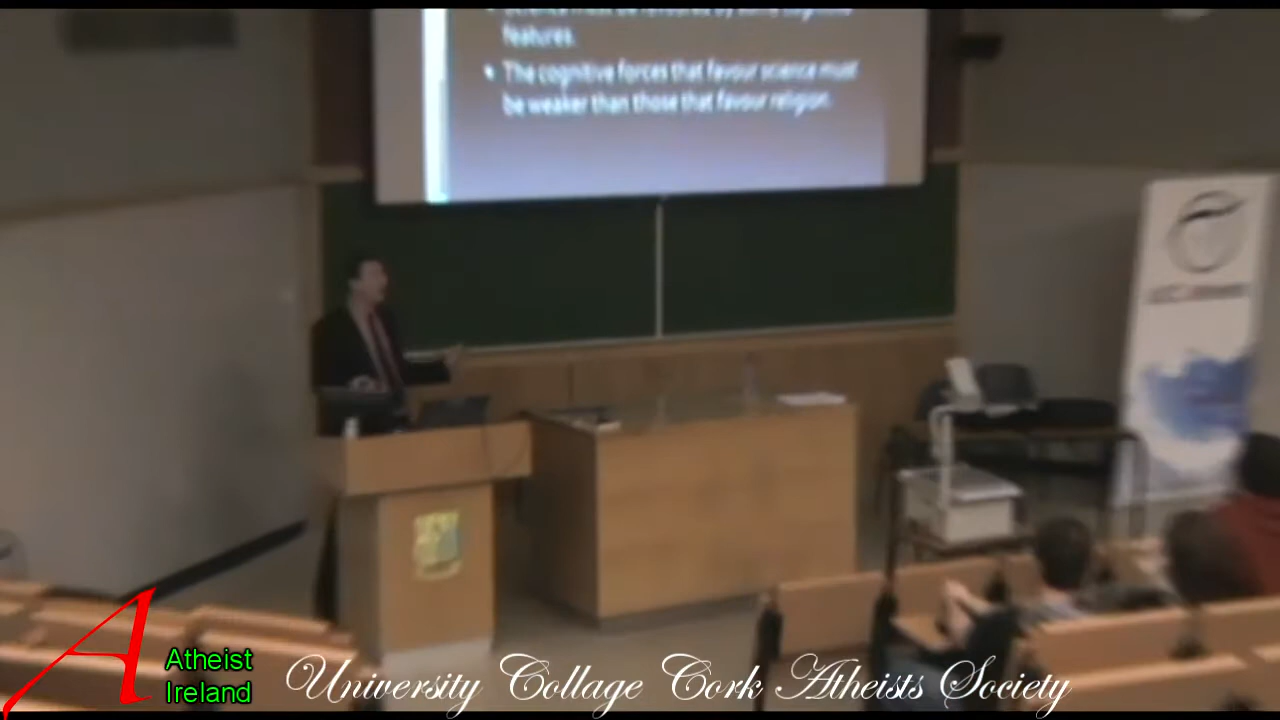 features.
• The cognitive forces that favour science must
be weaker than those that favour religion.
Atheist
Ireland
University Collage Cork Atheists Society